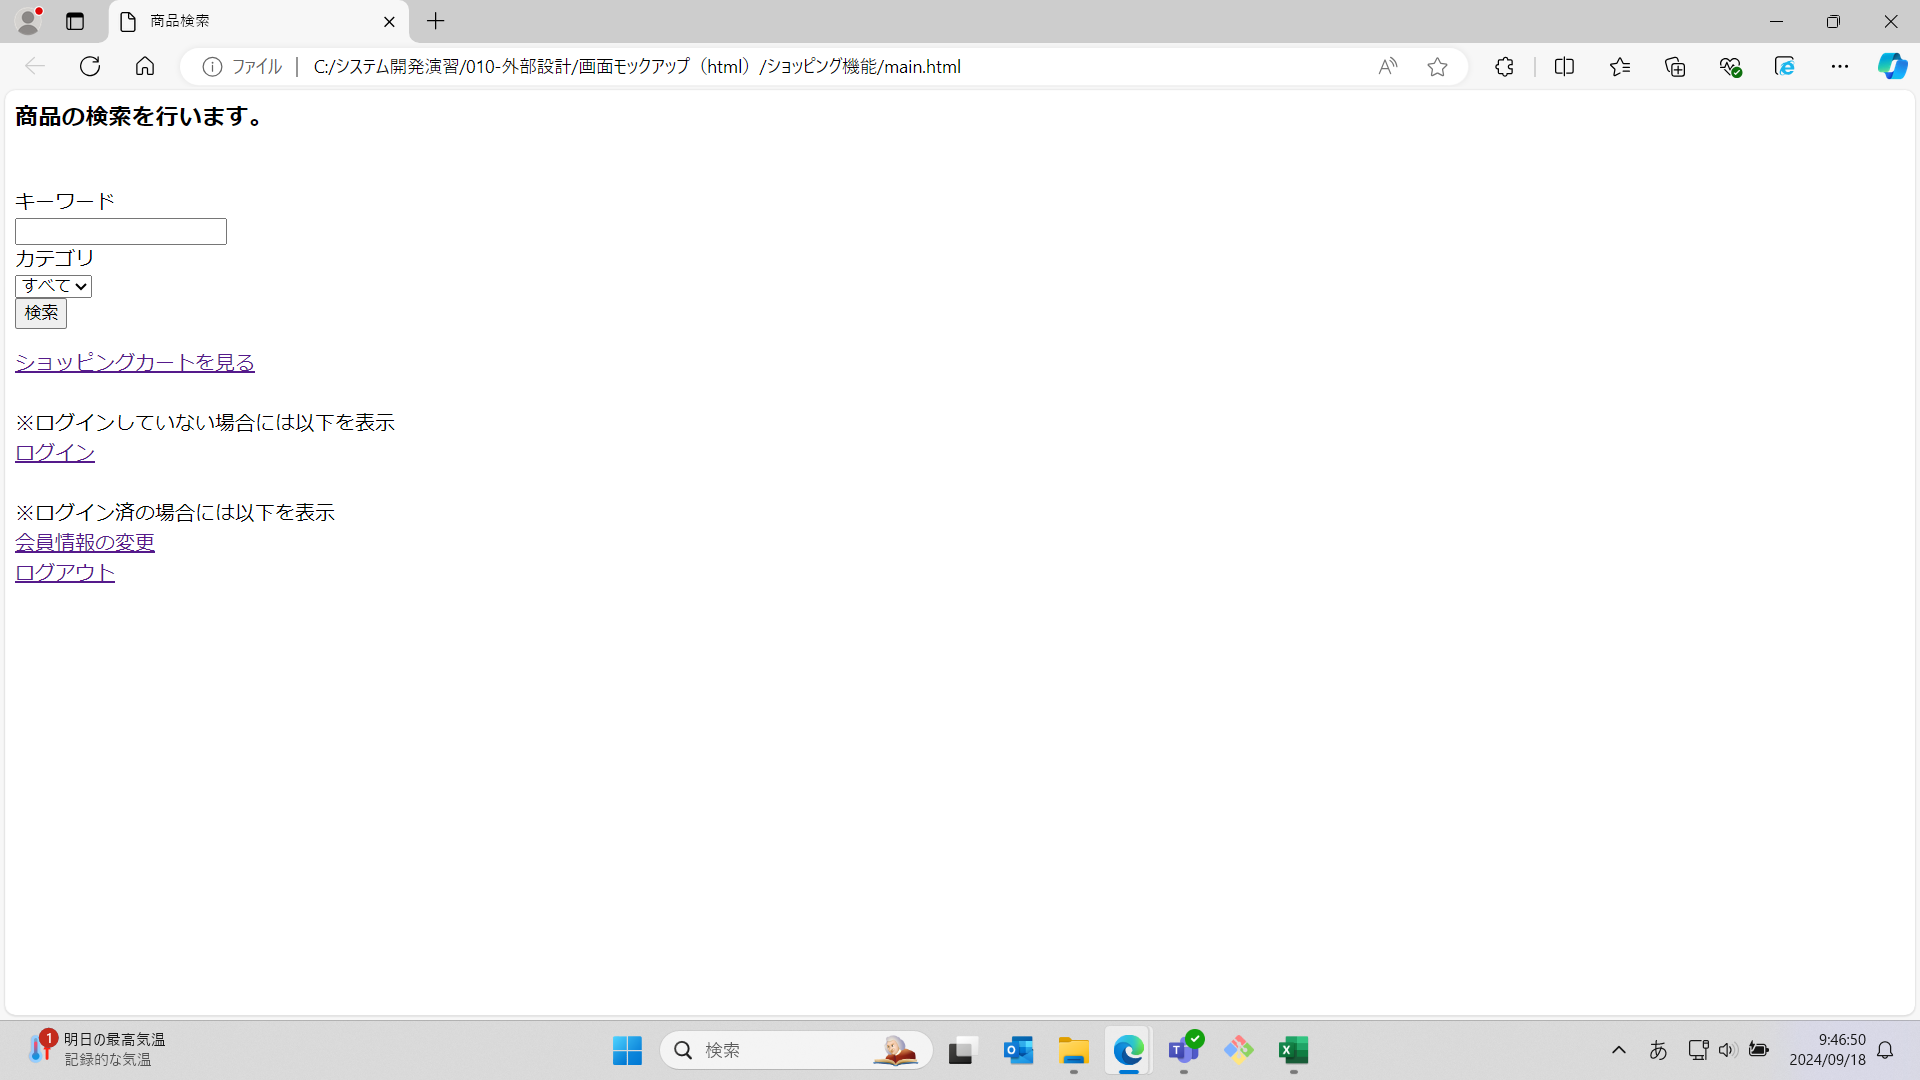 商品検索
ファイル | C:/システム開発演習/010-外部設計/画面モックアップ（html）/ショッピング機能/main.html
商品の検索を行います。
キーワード
カテゴリ
すべて
検索
ショッピングカートを見る
※ログインしていない場合には以下を表示
ログイン
※ログイン済の場合には以下を表示
会員情報の変更
ログアウト
1
明日の最高気温
記録的な気温
検索
あ
9:46:50
2024/09/18